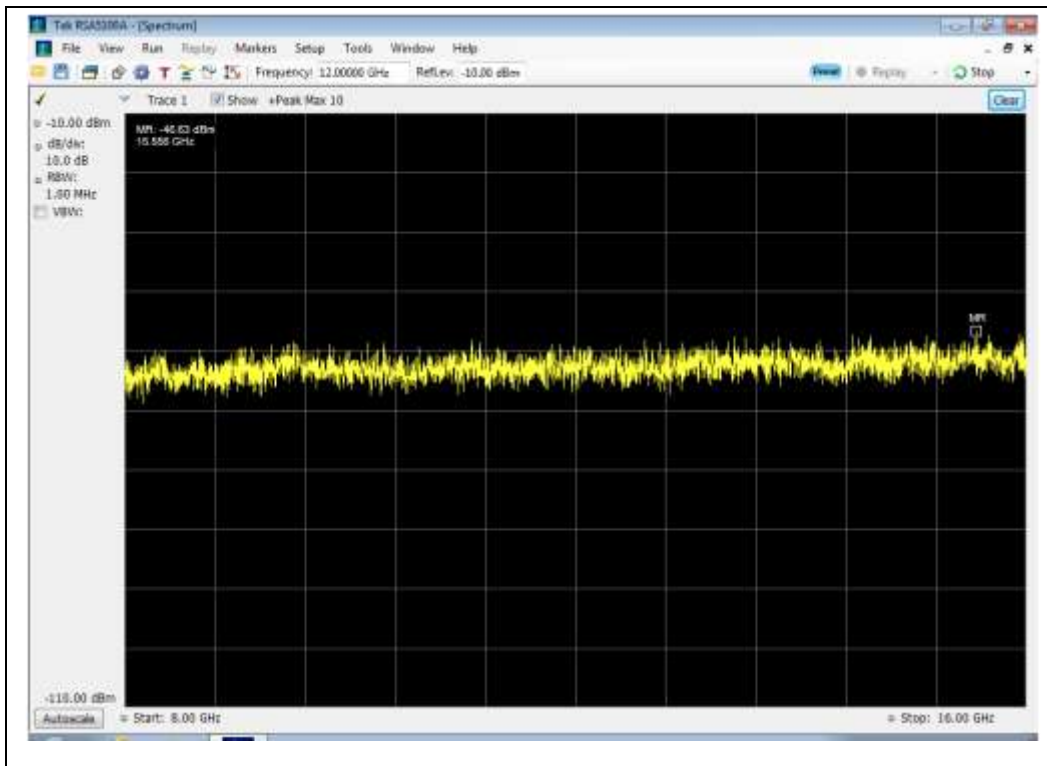 Tek RSA5100A - [Spectrum]
File View Run Replay Markers Setup Tools Window Help
Frequency: 12.00000 GHz RefLev: -10.00 dBm
Preset Replay Stop
Trace 1 Show +Peak Max 10 Clear
-10.00 dBm
dB/div:
10.0 dB
RBW:
1.00 MHz
VBW:
MR: -46.63 dBm
GHz
MR
-110.00 dBm
Autoscale Start: 8.00 GHz Stop: 16.00 GHz